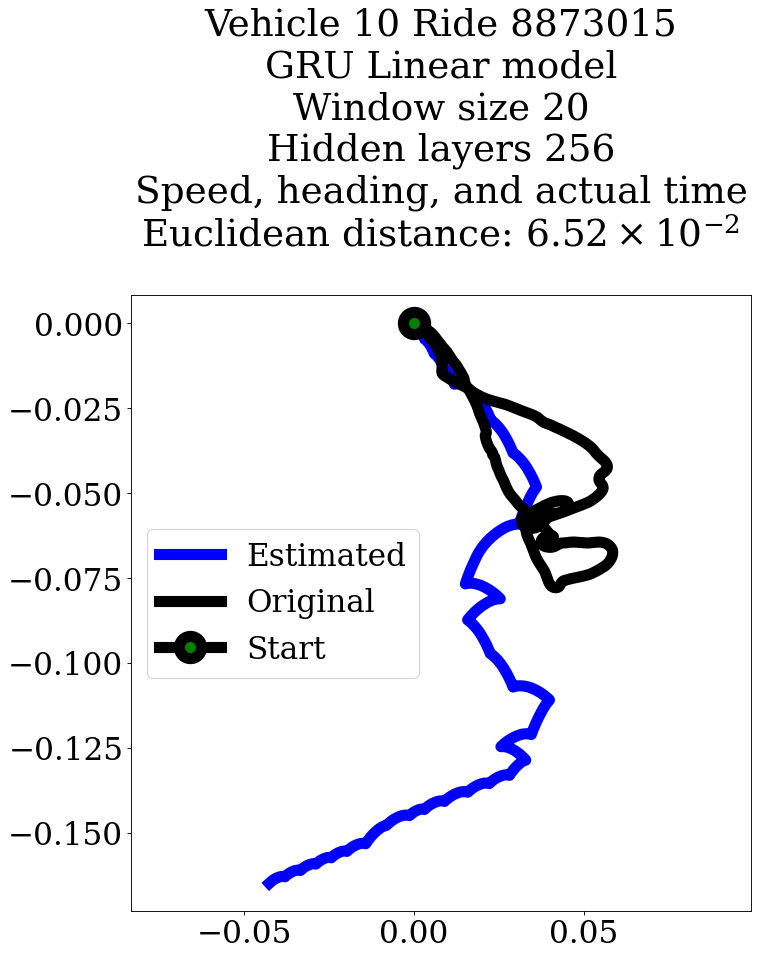 Vehicle 10 Ride 8873015
GRU Linear model
Window size 20
Hidden layers 256
Speed, heading, and actual time
Euclidean distance: 6.52 × 10⁻²
0.000
−0.025
−0.050
−0.075
−0.100
−0.125
−0.150
Estimated
Original
Start
−0.05
0.00
0.05